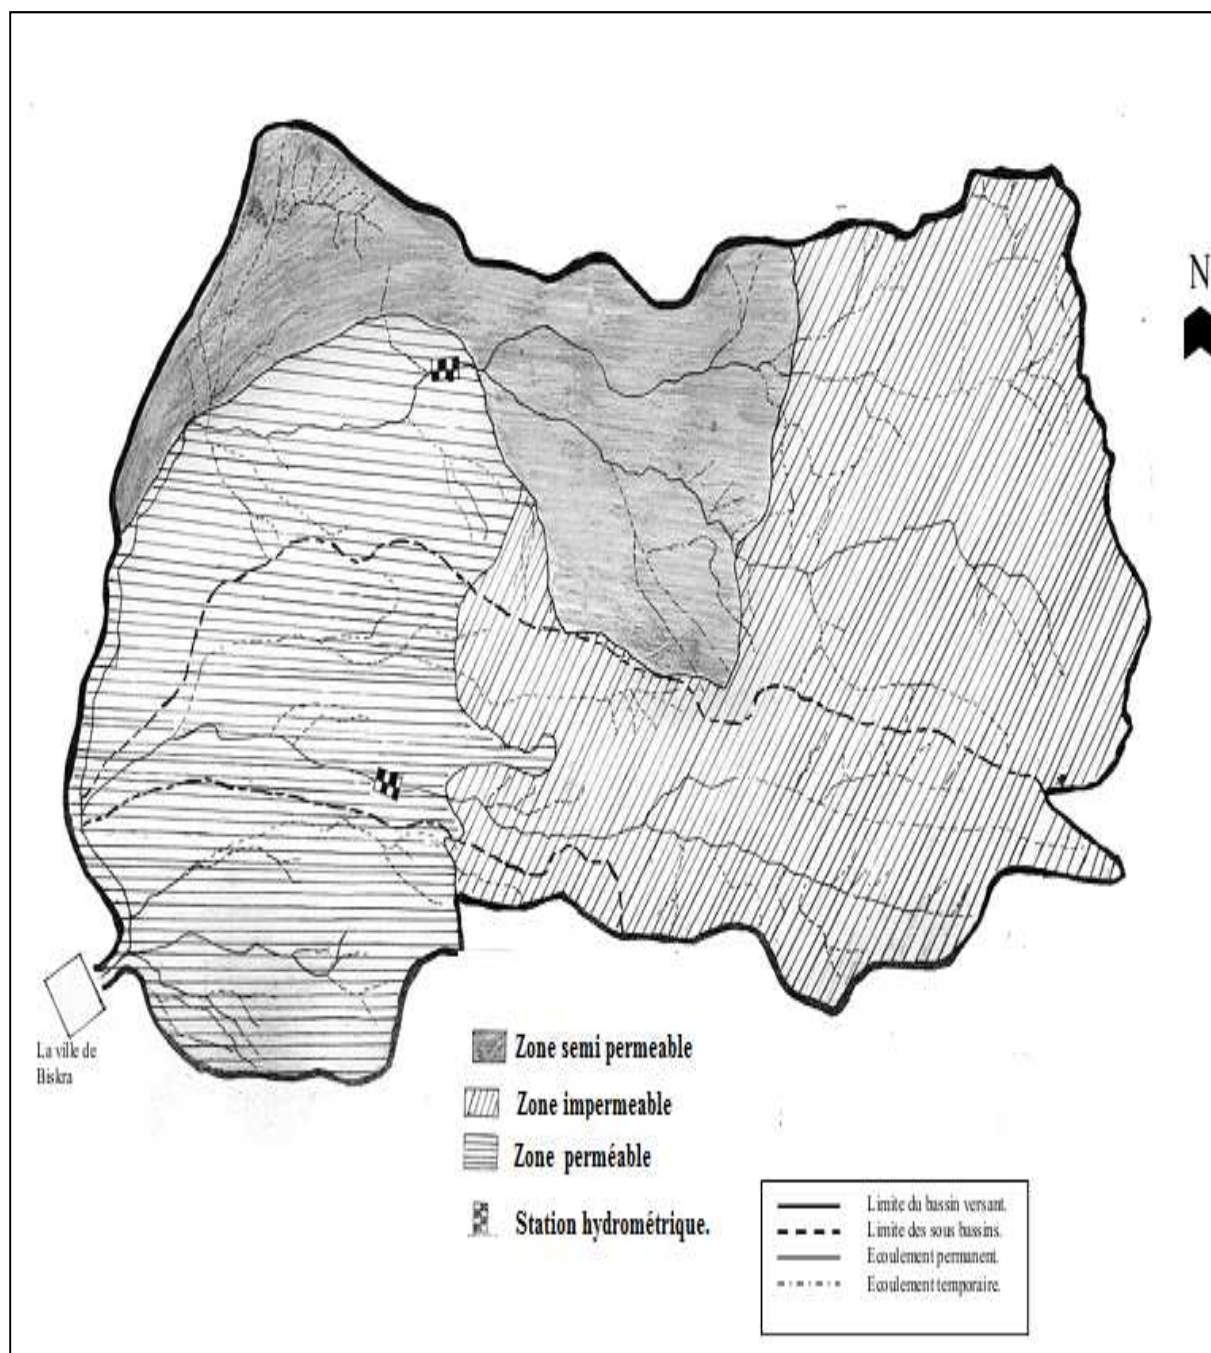 N
La ville de
Biskra
Zone semi permeable
Zone impermeable
Zone perméable
Station hydrométrique.
Limite du bassin versant.
Limite des sous bassins.
Ecoulement permanent.
Ecoulement temporaire.